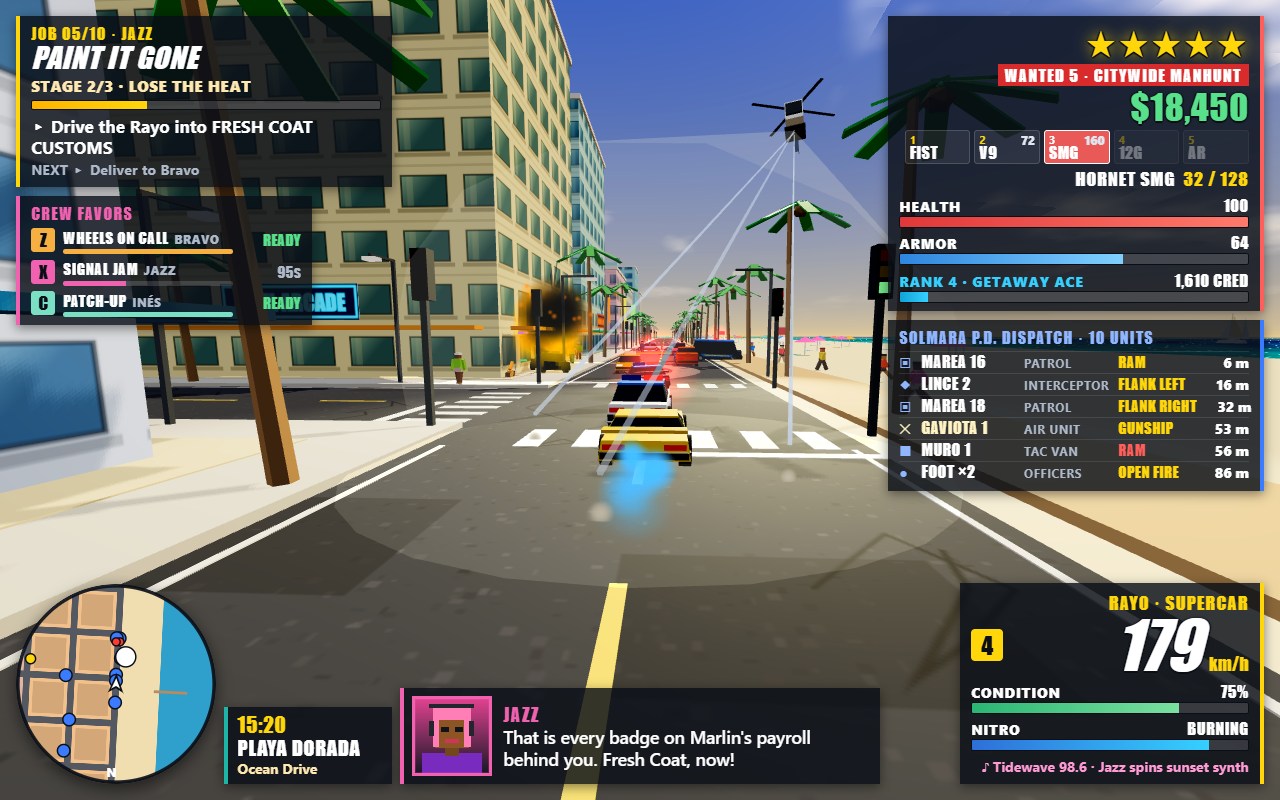 JOB 05/10 · JAZZ
PAINT IT GONE
STAGE 2/3 · LOSE THE HEAT
▸ Drive the Rayo into FRESH COAT
CUSTOMS
NEXT ▸ Deliver to Bravo
CREW FAVORS
Z WHEELS ON CALL BRAVO READY
X SIGNAL JAM JAZZ 95s
C PATCH-UP INÉS READY
CADE
★★★★★
WANTED 5 · CITYWIDE MANHUNT
$18,450
1 FIST
2 V9 72
3 SMG 160
4 12G
5 AR
HORNET SMG 32 / 128
HEALTH 100
ARMOR 64
RANK 4 · GETAWAY ACE 1,610 CRED
SOLMARA P.D. DISPATCH · 10 UNITS
MAREA 16 PATROL RAM 6 m
LINCE 2 INTERCEPTOR FLANK LEFT 16 m
MAREA 18 PATROL FLANK RIGHT 32 m
GAVIOTA 1 AIR UNIT GUNSHIP 53 m
MURO 1 TAC VAN RAM 56 m
FOOT ×2 OFFICERS OPEN FIRE 86 m
N
15:20
PLAYA DORADA
Ocean Drive
JAZZ
That is every badge on Marlin's payroll
behind you. Fresh Coat, now!
RAYO · SUPERCAR
4 179 km/h
CONDITION 75%
NITRO BURNING
♪ Tidewave 98.6 · Jazz spins sunset synth